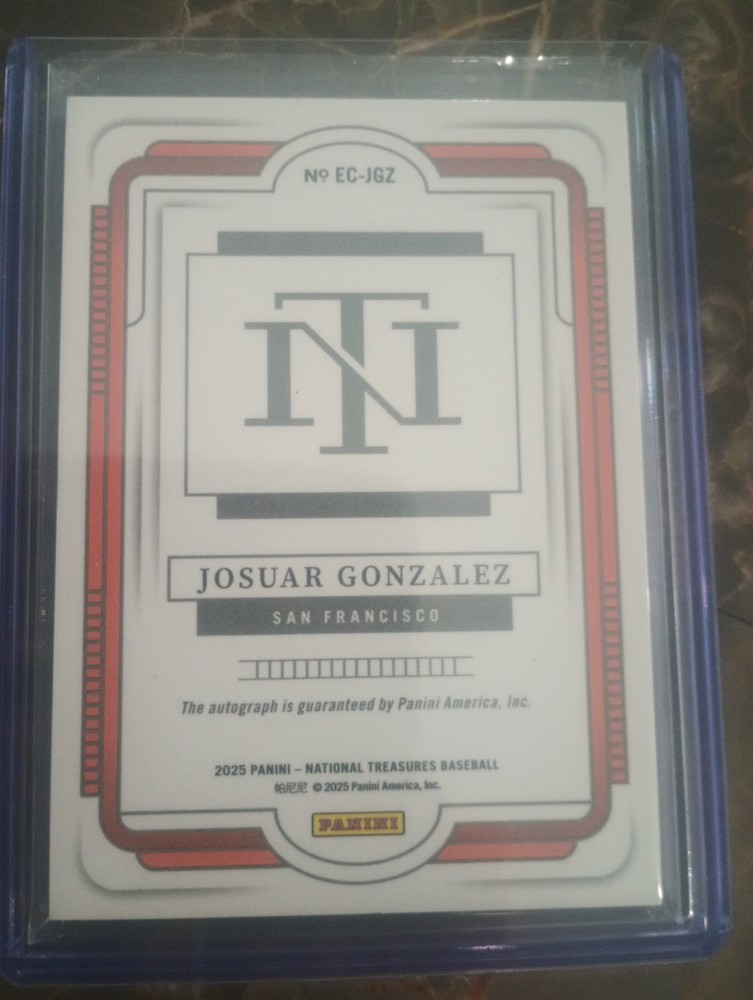 Nº EC-JGZ
NT
JOSUAR GONZALEZ
SAN FRANCISCO
The autograph is guaranteed by Panini America, Inc.
2025 PANINI – NATIONAL TREASURES BASEBALL
帕尼尼 © 2025 Panini America, Inc.
PANINI